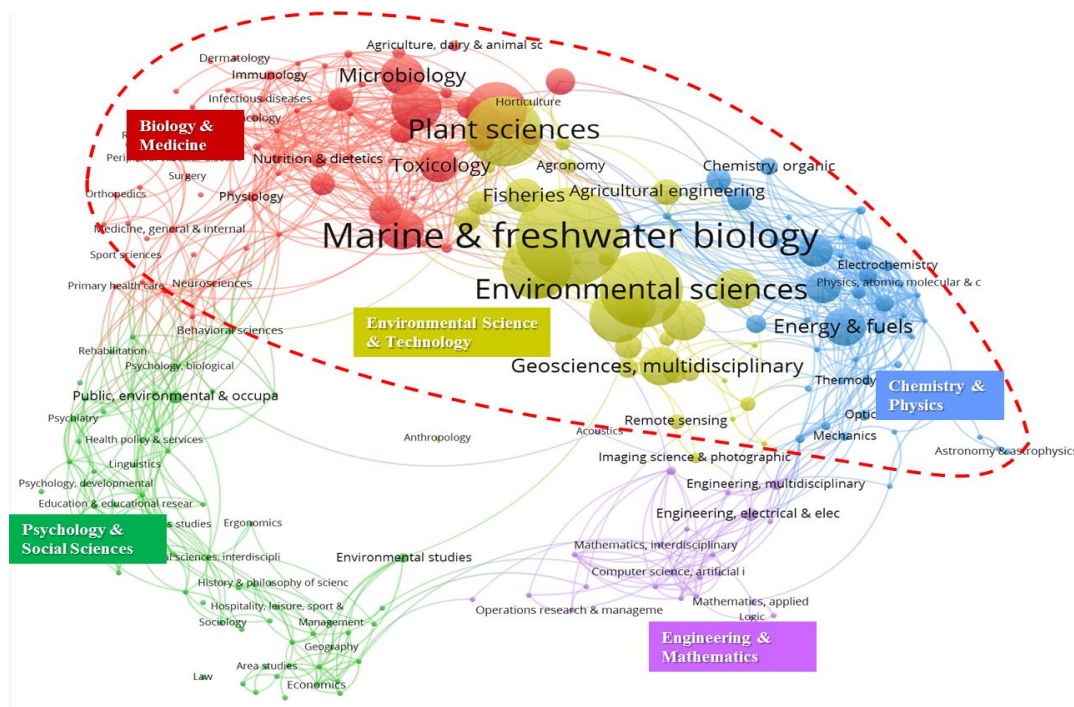 Agriculture, dairy & animal sc
Dermatology
Immunology
Microbiology
Infectious diseases
Horticulture
Biology &
Medicine
Plant sciences
Nutrition & dietetics
Toxicology
Agronomy
Chemistry, organic
Surgery
Orthopedics
Physiology
Fisheries
Agricultural engineering
Medicine, general & internal
Marine & freshwater biology
Sport sciences
Electrochemistry
Primary health care
Neurosciences
Environmental sciences
Physics, atomic, molecular & c
Environmental Science
& Technology
Behavioral sciences
Energy & fuels
Rehabilitation
Psychology, biological
Geosciences, multidisciplinary
Thermody
Chemistry &
Physics
Public, environmental & occupa
Psychiatry
Optic
Remote sensing
Health policy & services
Anthropology
Acoustics
Mechanics
Astronomy & astrophysics
Linguistics
Imaging science & photographic
Psychology, developmental
Engineering, multidisciplinary
Education & educational resear
Engineering, electrical & elec
Psychology &
Social Sciences
s studies
Ergonomics
al sciences, interdiscipli
Environmental studies
Mathematics, interdisciplinary
Computer science, artificial i
History & philosophy of scienc
Hospitality, leisure, sport &
Operations research & manageme
Mathematics, applied
Logic
Sociology
Management
Engineering &
Mathematics
Geography
Area studies
Law
Economics